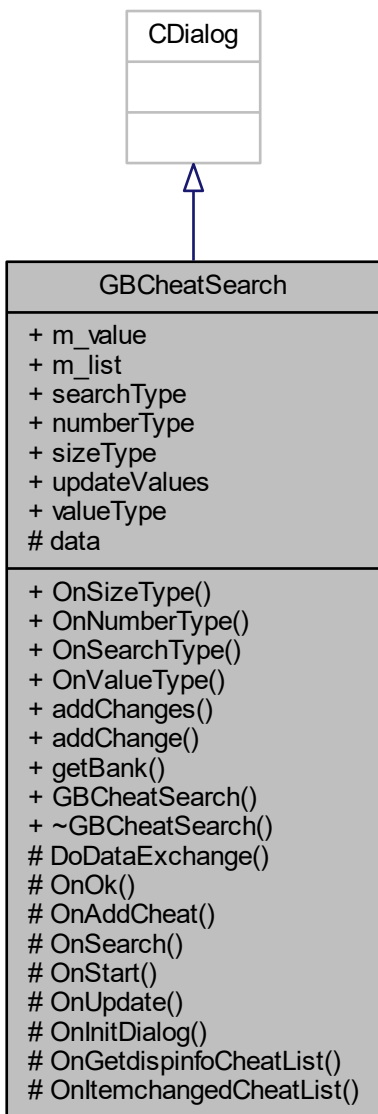 CDialog
GBCheatSearch
+ m_value
+ m_list
+ searchType
+ numberType
+ sizeType
+ updateValues
+ valueType
# data
+ OnSizeType()
+ OnNumberType()
+ OnSearchType()
+ OnValueType()
+ addChanges()
+ addChange()
+ getBank()
+ GBCheatSearch()
+ ~GBCheatSearch()
# DoDataExchange()
# OnOk()
# OnAddCheat()
# OnSearch()
# OnStart()
# OnUpdate()
# OnInitDialog()
# OnGetdispinfoCheatList()
# OnItemchangedCheatList()